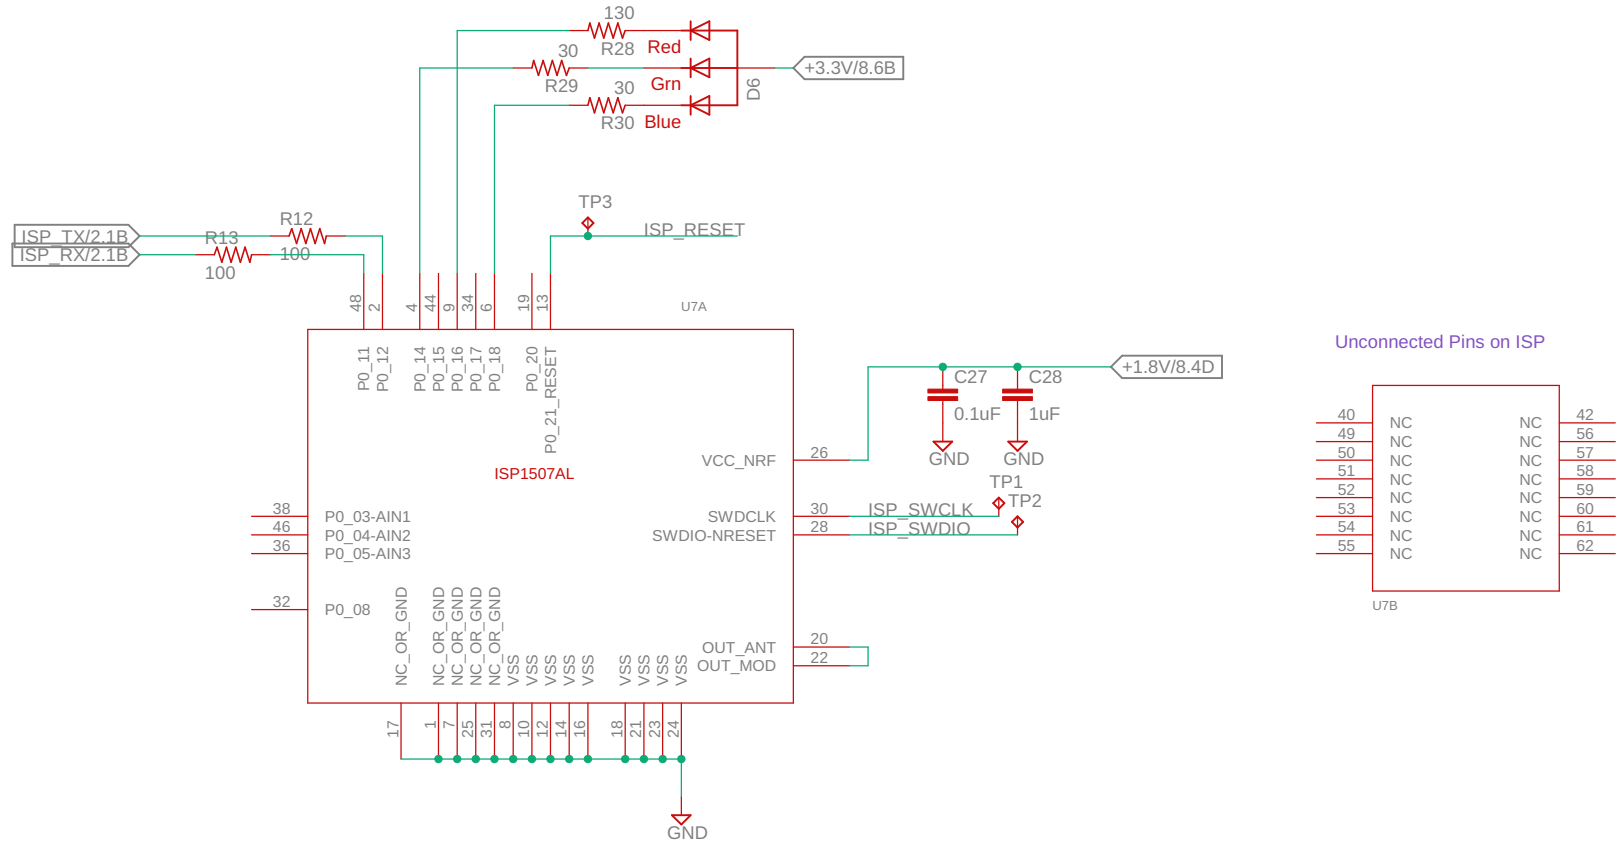 130
R28
Red
30
R29
Grn
30
R30
Blue
D6
+3.3V/8.6B
TP3
ISP_RESET
R12
ISP_TX/2.1B
100
R13
ISP_RX/2.1B
100
48
2
4
44
9
34
6
19
13
U7A
P0_11
P0_12
P0_14
P0_15
P0_16
P0_17
P0_18
P0_20
P0_21_RESET
ISP1507AL
VCC_NRF
26
+1.8V/8.4D
C27
0.1uF
GND
C28
1uF
GND
TP1
TP2
SWDCLK
30
ISP_SWCLK
SWDIO-NRESET
28
ISP_SWDIO
38
P0_03-AIN1
46
P0_04-AIN2
36
P0_05-AIN3
32
P0_08
OUT_ANT
20
OUT_MOD
22
NC_OR_GND
NC_OR_GND
NC_OR_GND
NC_OR_GND
NC_OR_GND
VSS
VSS
VSS
VSS
VSS
VSS
VSS
VSS
VSS
17
1
7
25
31
8
10
12
14
16
18
21
23
24
GND
Unconnected Pins on ISP
40 NC NC 42
49 NC NC 56
50 NC NC 57
51 NC NC 58
52 NC NC 59
53 NC NC 60
54 NC NC 61
55 NC NC 62
U7B